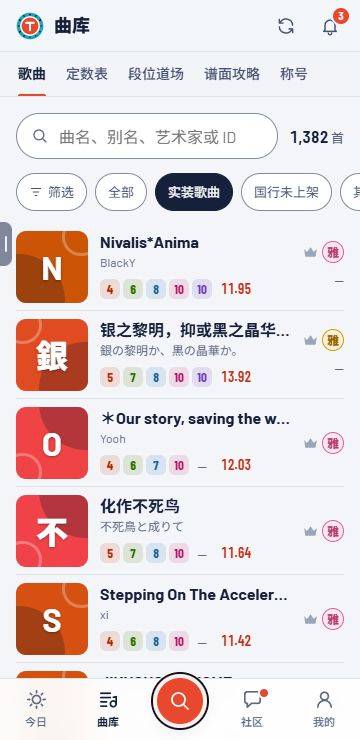 曲库
3
歌曲 定数表 段位道场 谱面攻略 称号
曲名、别名、艺术家或 ID
1,382 首
筛选 全部 实装歌曲 国行未上架
N
Nivalis*Anima
BlackY
雅
4 6 8 10 10 11.95
—
銀
银之黎明，抑或黑之晶华...
銀の黎明か、黒の晶華か。
雅
5 7 8 10 10 13.92
—
O
＊Our story, saving the w...
Yooh
雅
4 6 7 10 — 12.03
不
化作不死鸟
不死鳥と成りて
雅
5 7 8 10 — 11.64
S
Stepping On The Acceler...
xi
雅
4 6 8 10 — 11.42
今日 曲库 社区 我的